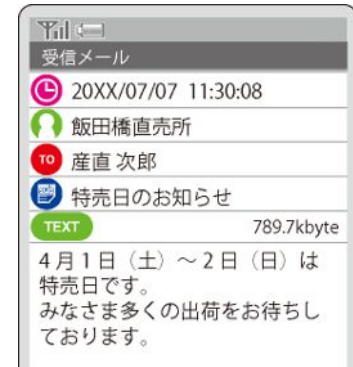 受信メール
20XX/07/07 11:30:08
飯田橋直売所
TO 産直 次郎
特売日のお知らせ
TEXT 789.7kbyte
4月1日（土）～2日（日）は
特売日です。
みなさま多くの出荷をお待ちし
ております。